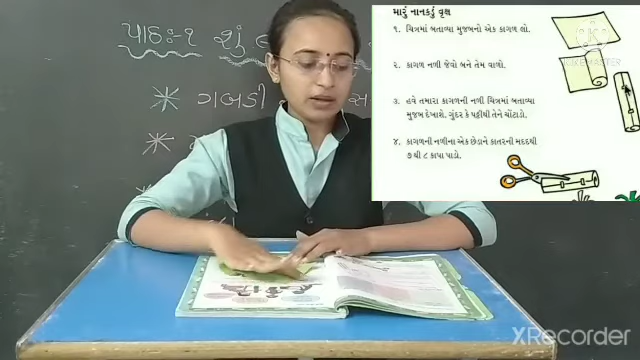 પાઠ:૧ શું
* ગબડી
*
મારું નાનકડું વૃક્ષ
૧. ચિત્રમાં બતાવ્યા મુજબનો એક કાગળ લો.
૨. કાગળ નળી જેવો બને તેમ વાળો.
૩. હવે તમારા કાગળની નળી ચિત્રમાં બતાવ્યા
મુજબ દેખાશે. ગુંદર કે પટ્ટીથી તેને ચોંટાડો.
૪. કાગળની નળીના એક છેડાને કાતરની મદદથી
૭ થી ૮ કાપા પાડો.
KINEMASTER
XRecorder